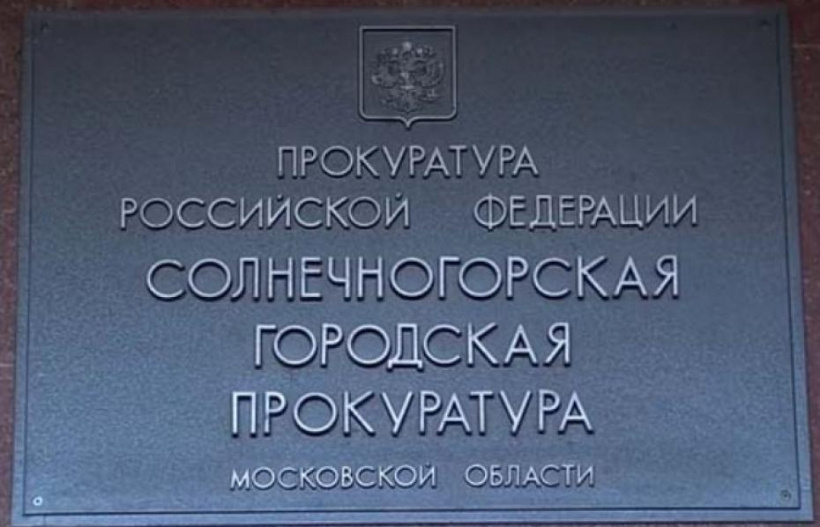 ПРОКУРАТУРА
РОССИЙСКОЙ ФЕДЕРАЦИИ
СОЛНЕЧНОГОРСКАЯ
ГОРОДСКАЯ
ПРОКУРАТУРА
МОСКОВСКОЙ ОБЛАСТИ